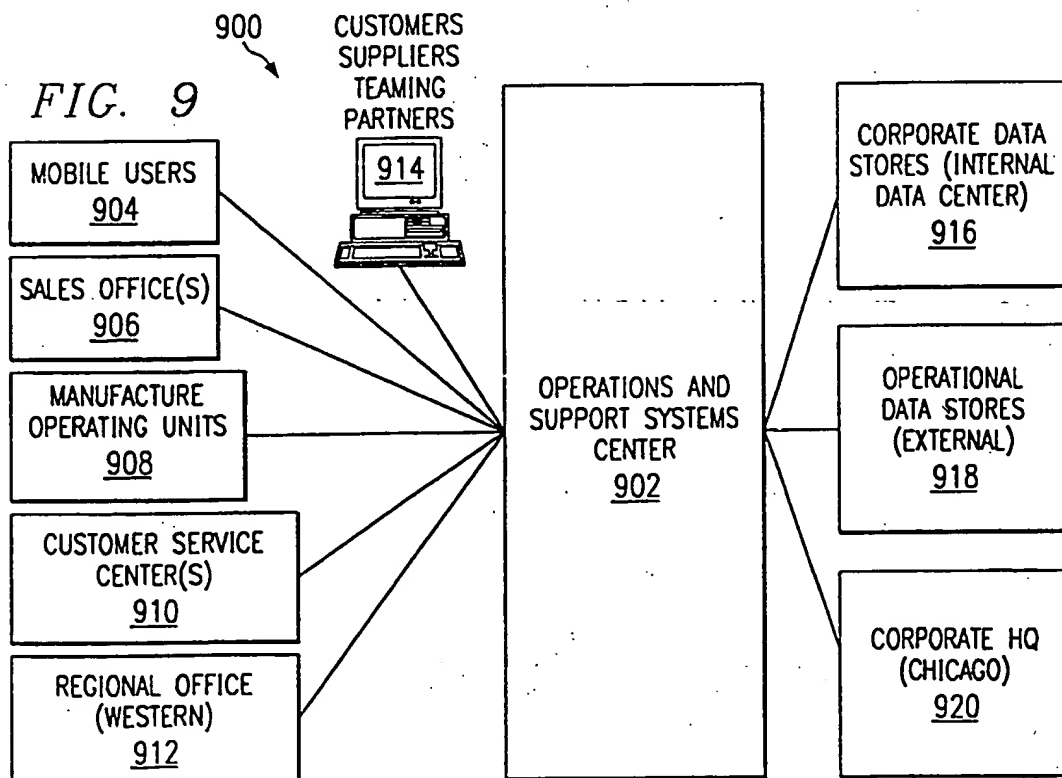 900
CUSTOMERS
SUPPLIERS
TEAMING
PARTNERS
914
FIG. 9
MOBILE USERS
904
SALES OFFICE(S)
906
MANUFACTURE
OPERATING UNITS
908
CUSTOMER SERVICE
CENTER(S)
910
REGIONAL OFFICE
(WESTERN)
912
OPERATIONS AND
SUPPORT SYSTEMS
CENTER
902
CORPORATE DATA
STORES (INTERNAL
DATA CENTER)
916
OPERATIONAL
DATA STORES
(EXTERNAL)
918
CORPORATE HQ
(CHICAGO)
920